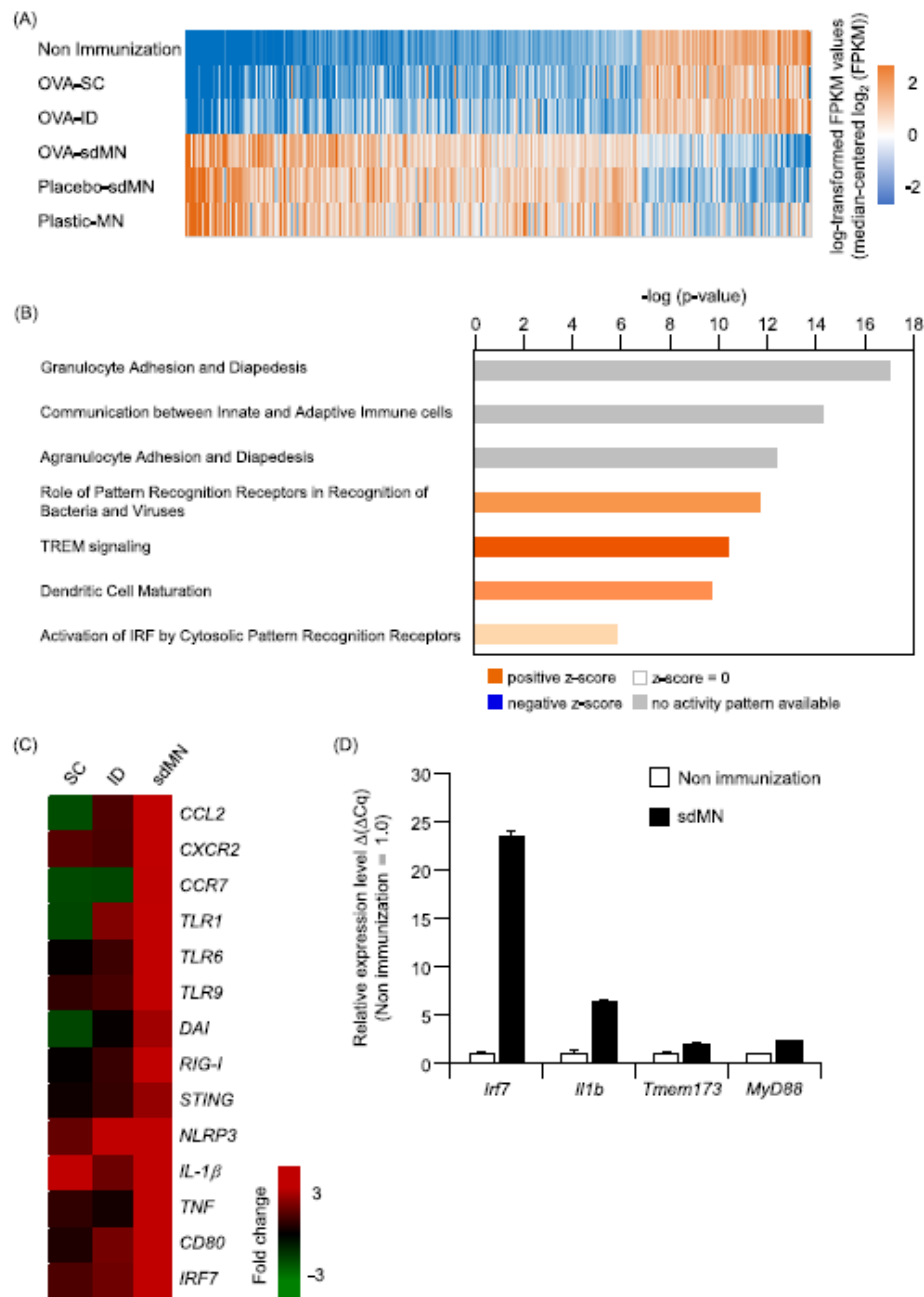 (A)
Non Immunization
OVA-SC
OVA-ID
OVA-sdMN
Placebo-sdMN
Plastic-MN
log-transformed FPKM values
(median-centered log2 (FPKM))
2
0
-2
(B)
-log (p-value)
0 2 4 6 8 10 12 14 16 18
Granulocyte Adhesion and Diapedesis
Communication between Innate and Adaptive Immune cells
Agranulocyte Adhesion and Diapedesis
Role of Pattern Recognition Receptors in Recognition of
Bacteria and Viruses
TREM signaling
Dendritic Cell Maturation
Activation of IRF by Cytosolic Pattern Recognition Receptors
positive z-score
z-score = 0
negative z-score
no activity pattern available
(C)
SC ID sdMN
CCL2
CXCR2
CCR7
TLR1
TLR6
TLR9
DAI
RIG-I
STING
NLRP3
IL-1β
TNF
CD80
IRF7
Fold change
3
-3
(D)
Relative expression level Δ(ΔCq)
(Non immunization = 1.0)
30
25
20
15
10
5
0
Non immunization
sdMN
Irf7 Il1b Tmem173 MyD88